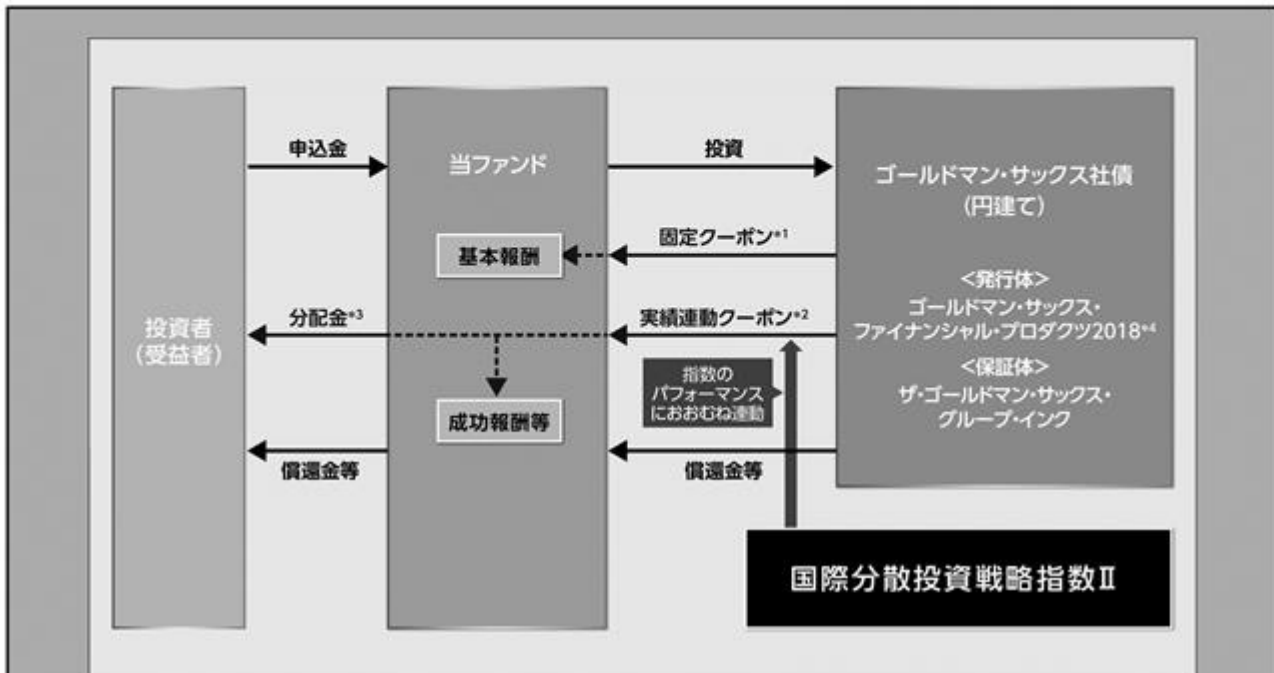 申込金
投資
当ファンド
ゴールドマン・サックス社債
(円建て)
固定クーポン*1
基本報酬
<発行体>
ゴールドマン・サックス・
ファイナンシャル・プロダクツ2018*4
投資者
(受益者)
分配金*3
実績連動クーポン*2
指数の
パフォーマンス
におおむね連動
<保証体>
ザ・ゴールドマン・サックス・
グループ・インク
成功報酬等
償還金等
償還金等
国際分散投資戦略指数Ⅱ